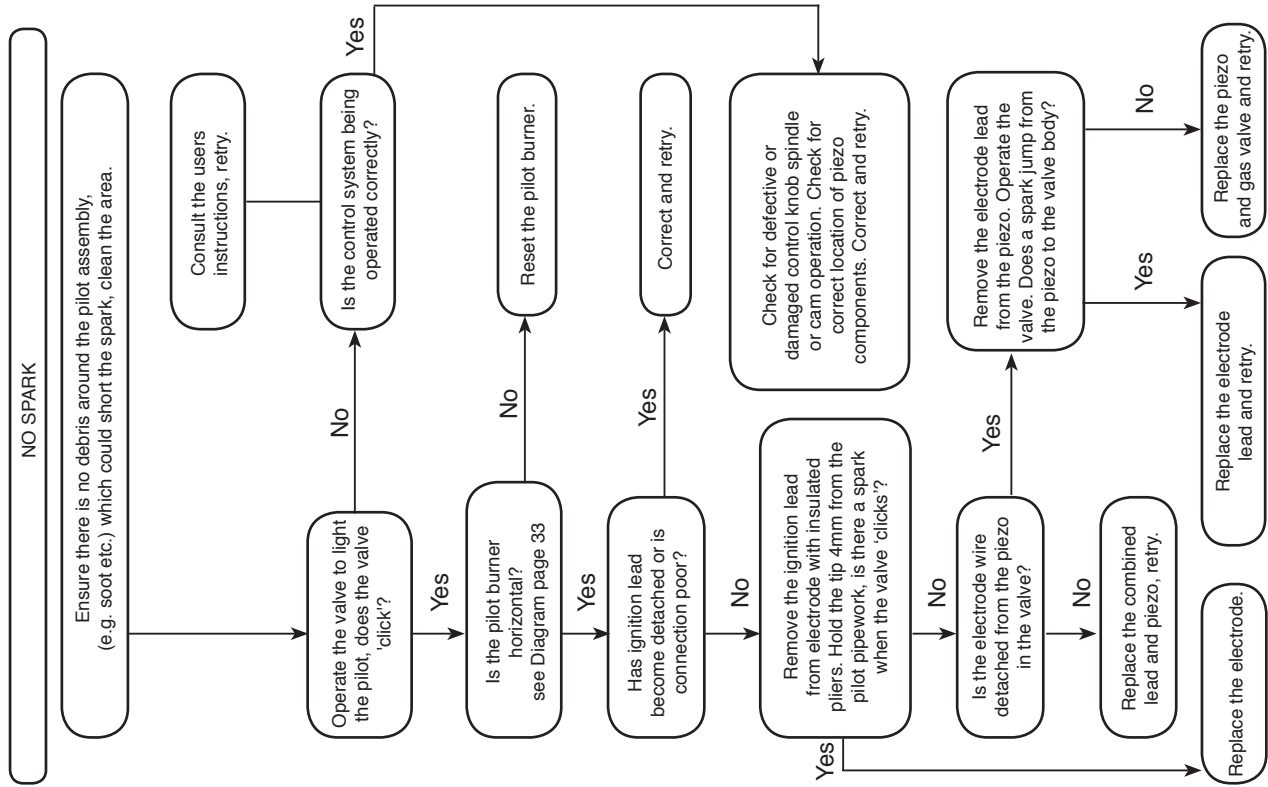 NO SPARK
Ensure there is no debris around the pilot assembly,
(e.g. soot etc.) which could short the spark, clean the area.
Operate the valve to light
the pilot, does the valve
'click'?
No
Is the control system being
operated correctly?
Consult the users
instructions, retry.
Yes
Yes
Is the pilot burner
horizontal?
see Diagram page 33
No
Reset the pilot burner.
Yes
Has ignition lead
become detached or is
connection poor?
Yes
Correct and retry.
No
Remove the ignition lead
from electrode with insulated
pliers. Hold the tip 4mm from the
pilot pipework, is there a spark
when the valve 'clicks'?
Check for defective or
damaged control knob spindle
or cam operation. Check for
correct location of piezo
components. Correct and retry.
Yes
No
Is the electrode wire
detached from the piezo
in the valve?
Yes
Remove the electrode lead
from the piezo. Operate the
valve. Does a spark jump from
the piezo to the valve body?
No
Replace the combined
lead and piezo, retry.
Yes
No
Replace the electrode.
Replace the electrode
lead and retry.
Replace the piezo
and gas valve and retry.